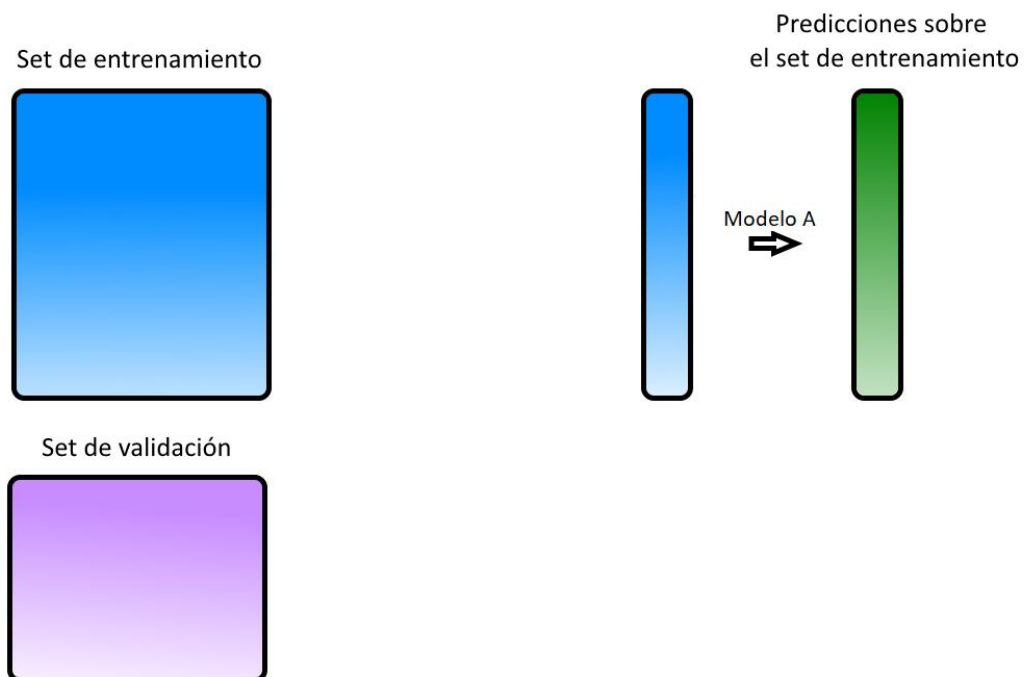 Set de entrenamiento
Predicciones sobre
el set de entrenamiento
Modelo A
Set de validación